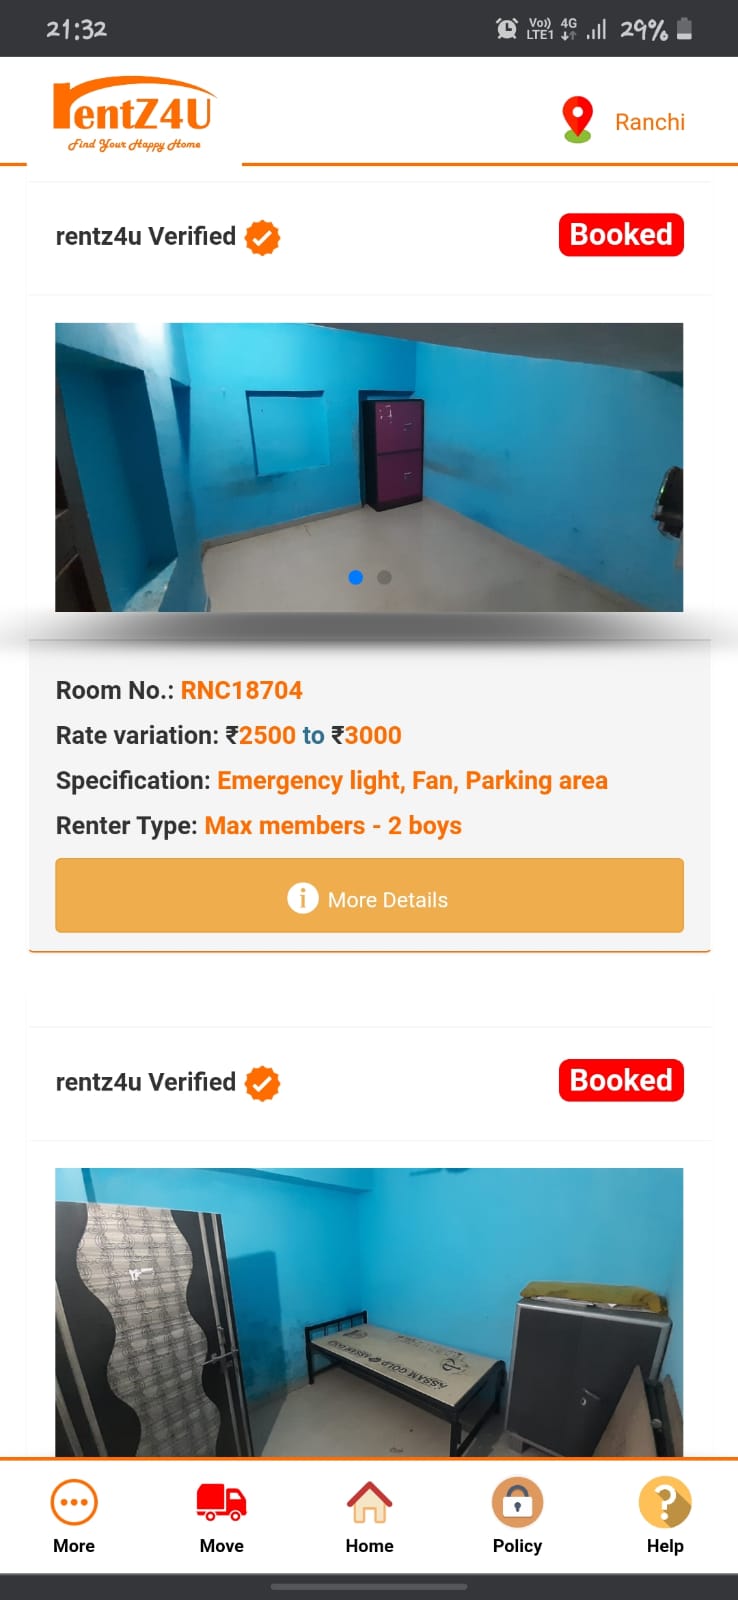 21:32
Vo)) 4G
LTE1
29%
rentZ4U
Find Your Happy Home
Ranchi
rentz4u Verified
Booked
Room No.: RNC18704
Rate variation: ₹2500 to ₹3000
Specification: Emergency light, Fan, Parking area
Renter Type: Max members - 2 boys
More Details
rentz4u Verified
Booked
ASSAM GOLD
More
Move
Home
Policy
Help